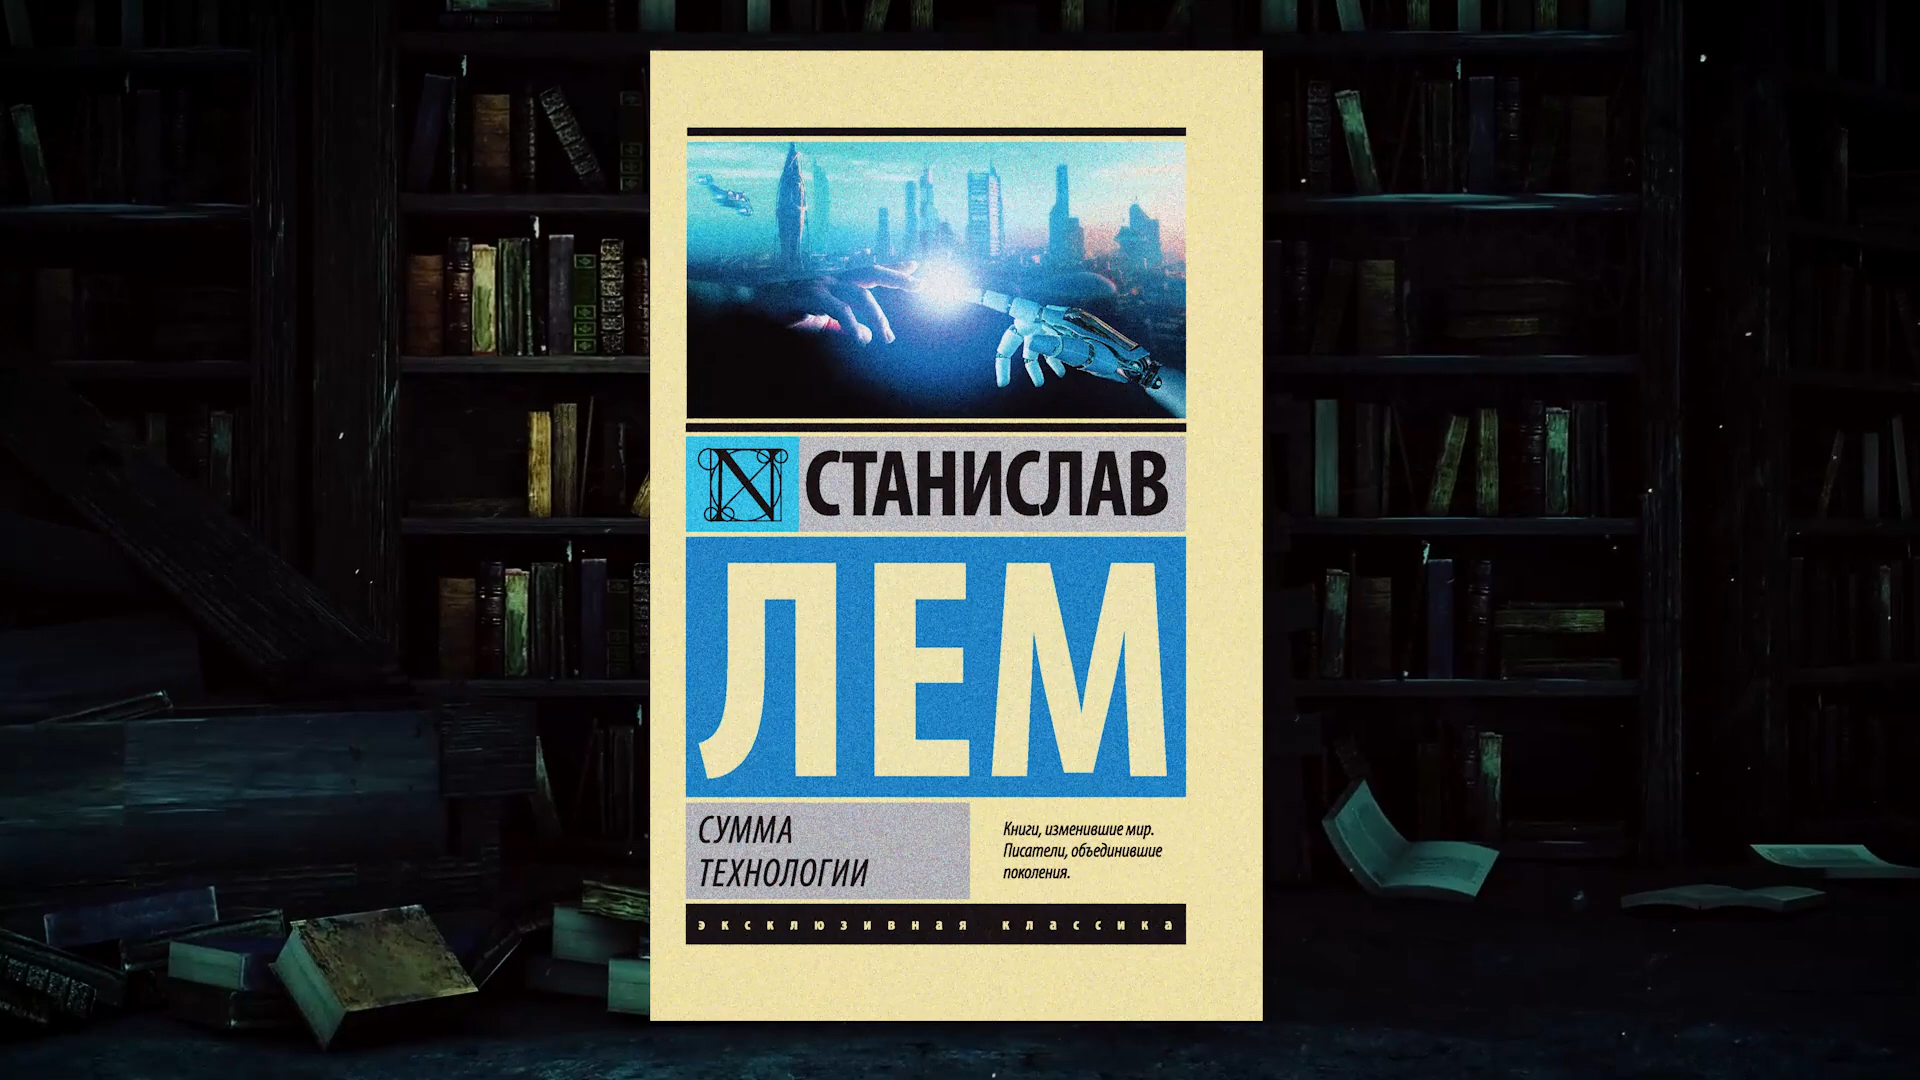 N СТАНИСЛАВ
ЛЕМ
СУММА
ТЕХНОЛОГИИ
Книги, изменившие мир.
Писатели, объединившие
поколения.
эксклюзивная классика